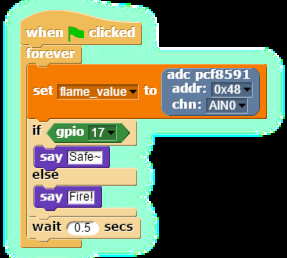 when clicked
forever
adc pcf8591
set flame_value to addr: 0x48
chn: AIN0
if gpio 17
say Safe~
else
say Fire!
wait 0.5 secs